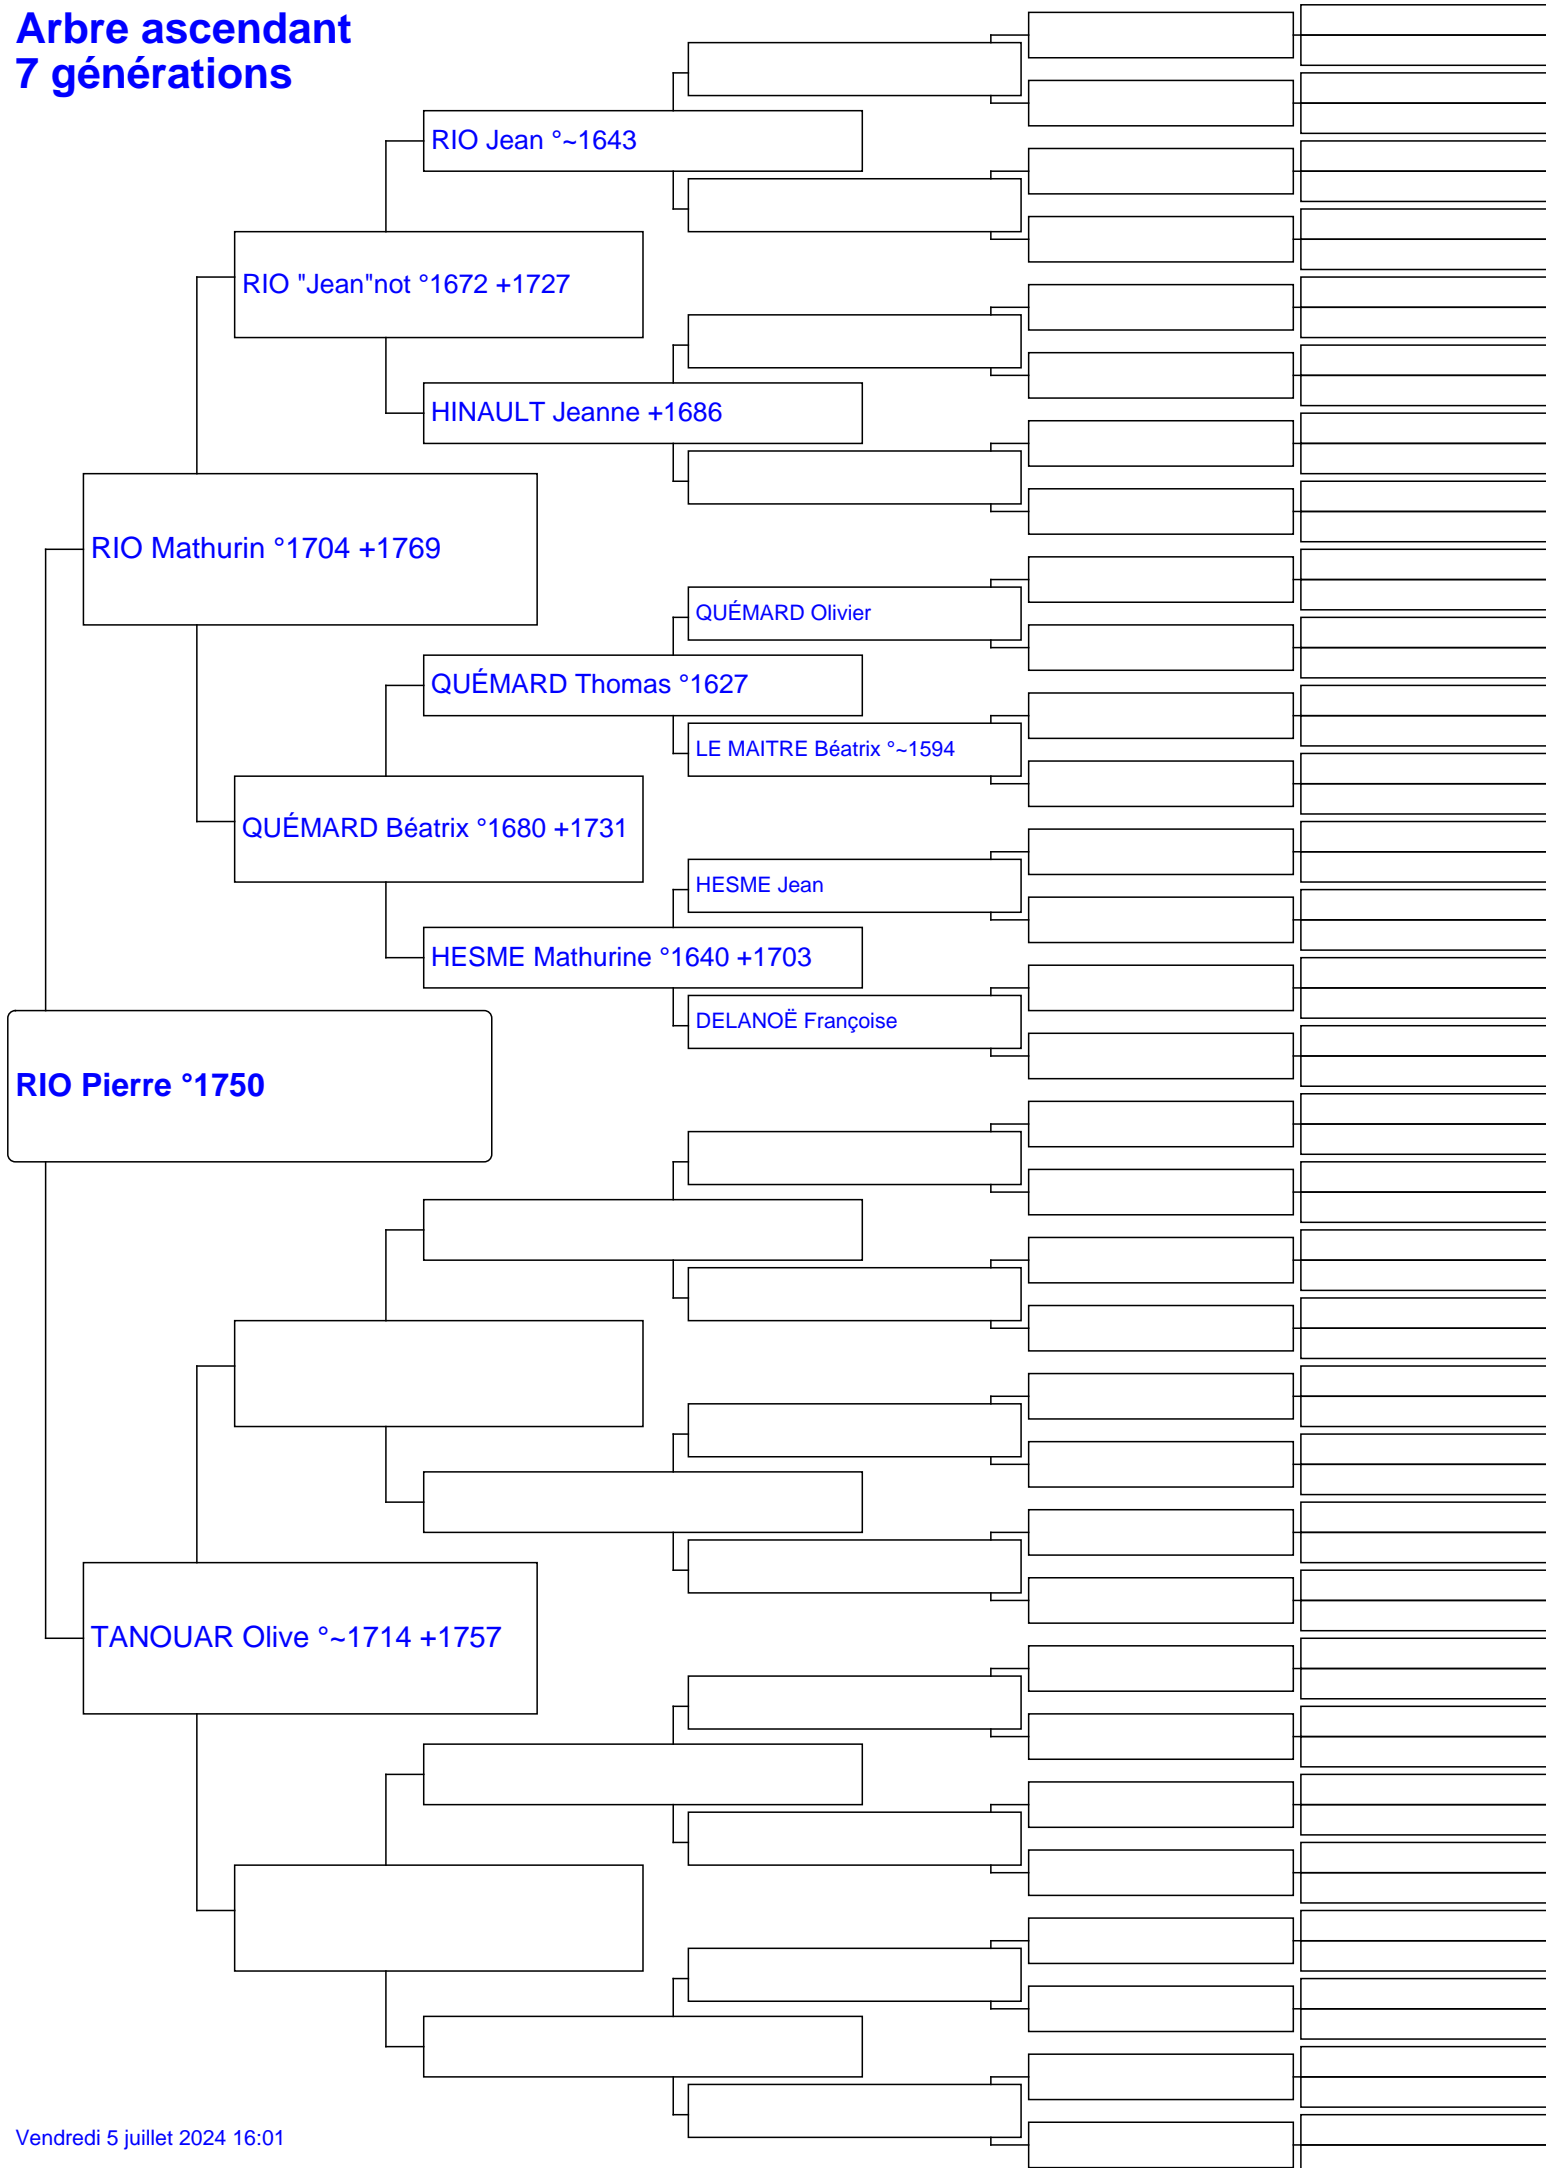 Arbre ascendant
7 générations
RIO Jean °~1643
RIO "Jean"not °1672 +1727
HINAULT Jeanne +1686
RIO Mathurin °1704 +1769
QUÉMARD Olivier
QUÉMARD Thomas °1627
LE MAITRE Béatrix °~1594
QUÉMARD Béatrix °1680 +1731
HESME Jean
HESME Mathurine °1640 +1703
DELANOË Françoise
RIO Pierre °1750
TANOUAR Olive °~1714 +1757
Vendredi 5 juillet 2024 16:01